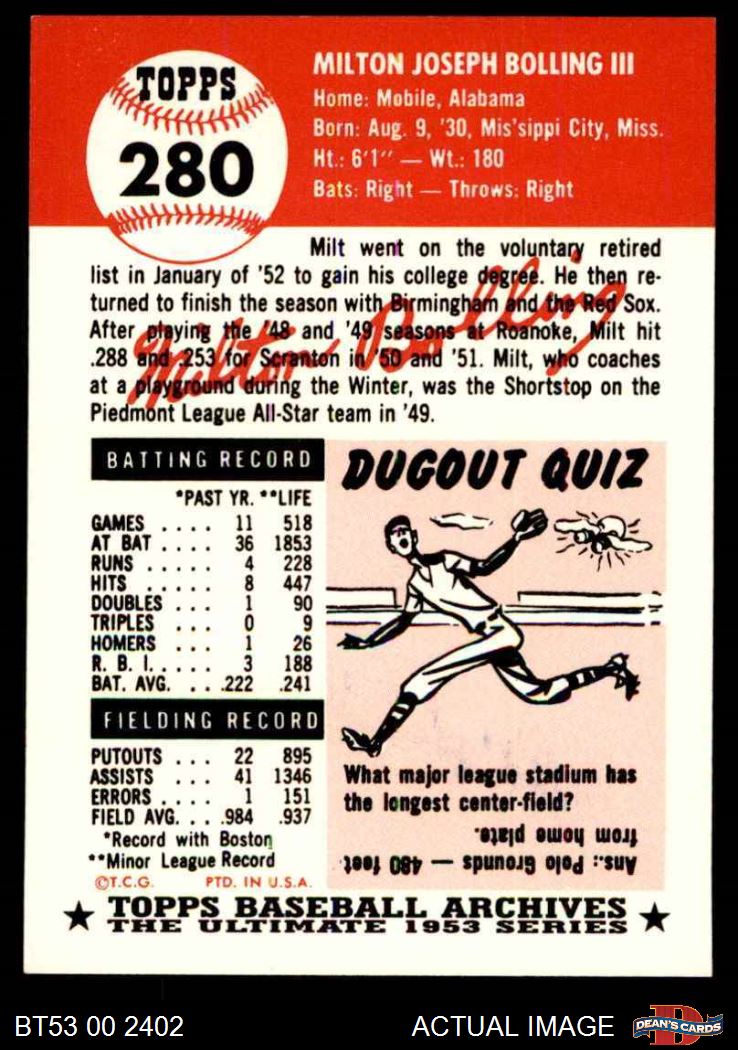 TOPPS
280
MILTON JOSEPH BOLLING III
Home: Mobile, Alabama
Born: Aug. 9, '30, Mis'sippi City, Miss.
Ht.: 6'1" — Wt.: 180
Bats: Right — Throws: Right
Milt went on the voluntary retired
list in January of '52 to gain his college degree. He then re-
turned to finish the season with Birmingham and the Red Sox.
After playing the '48 and '49 seasons at Roanoke, Milt hit
.288 and .253 for Scranton in '50 and '51. Milt, who coaches
at a playground during the Winter, was the Shortstop on the
Piedmont League All-Star team in '49.
Milton Bolling
BATTING RECORD
*PAST YR. **LIFE
GAMES .... 11 518
AT BAT .... 36 1853
RUNS .... 4 228
HITS ..... 8 447
DOUBLES ... 1 90
TRIPLES ... 0 9
HOMERS ... 1 26
R. B. I. .... 3 188
BAT. AVG. . . .222 .241
FIELDING RECORD
PUTOUTS ... 22 895
ASSISTS ... 41 1346
ERRORS .... 1 151
FIELD AVG. . . .984 .937
*Record with Boston
**Minor League Record
©T.C.G. PTD. IN U.S.A.
DUGOUT QUIZ
What major league stadium has
the longest center-field?
Ans.: Polo Grounds — 480 feet
from home plate.
★ TOPPS BASEBALL ARCHIVES ★
THE ULTIMATE 1953 SERIES
BT53 00 2402
ACTUAL IMAGE
D
DEAN'S CARDS